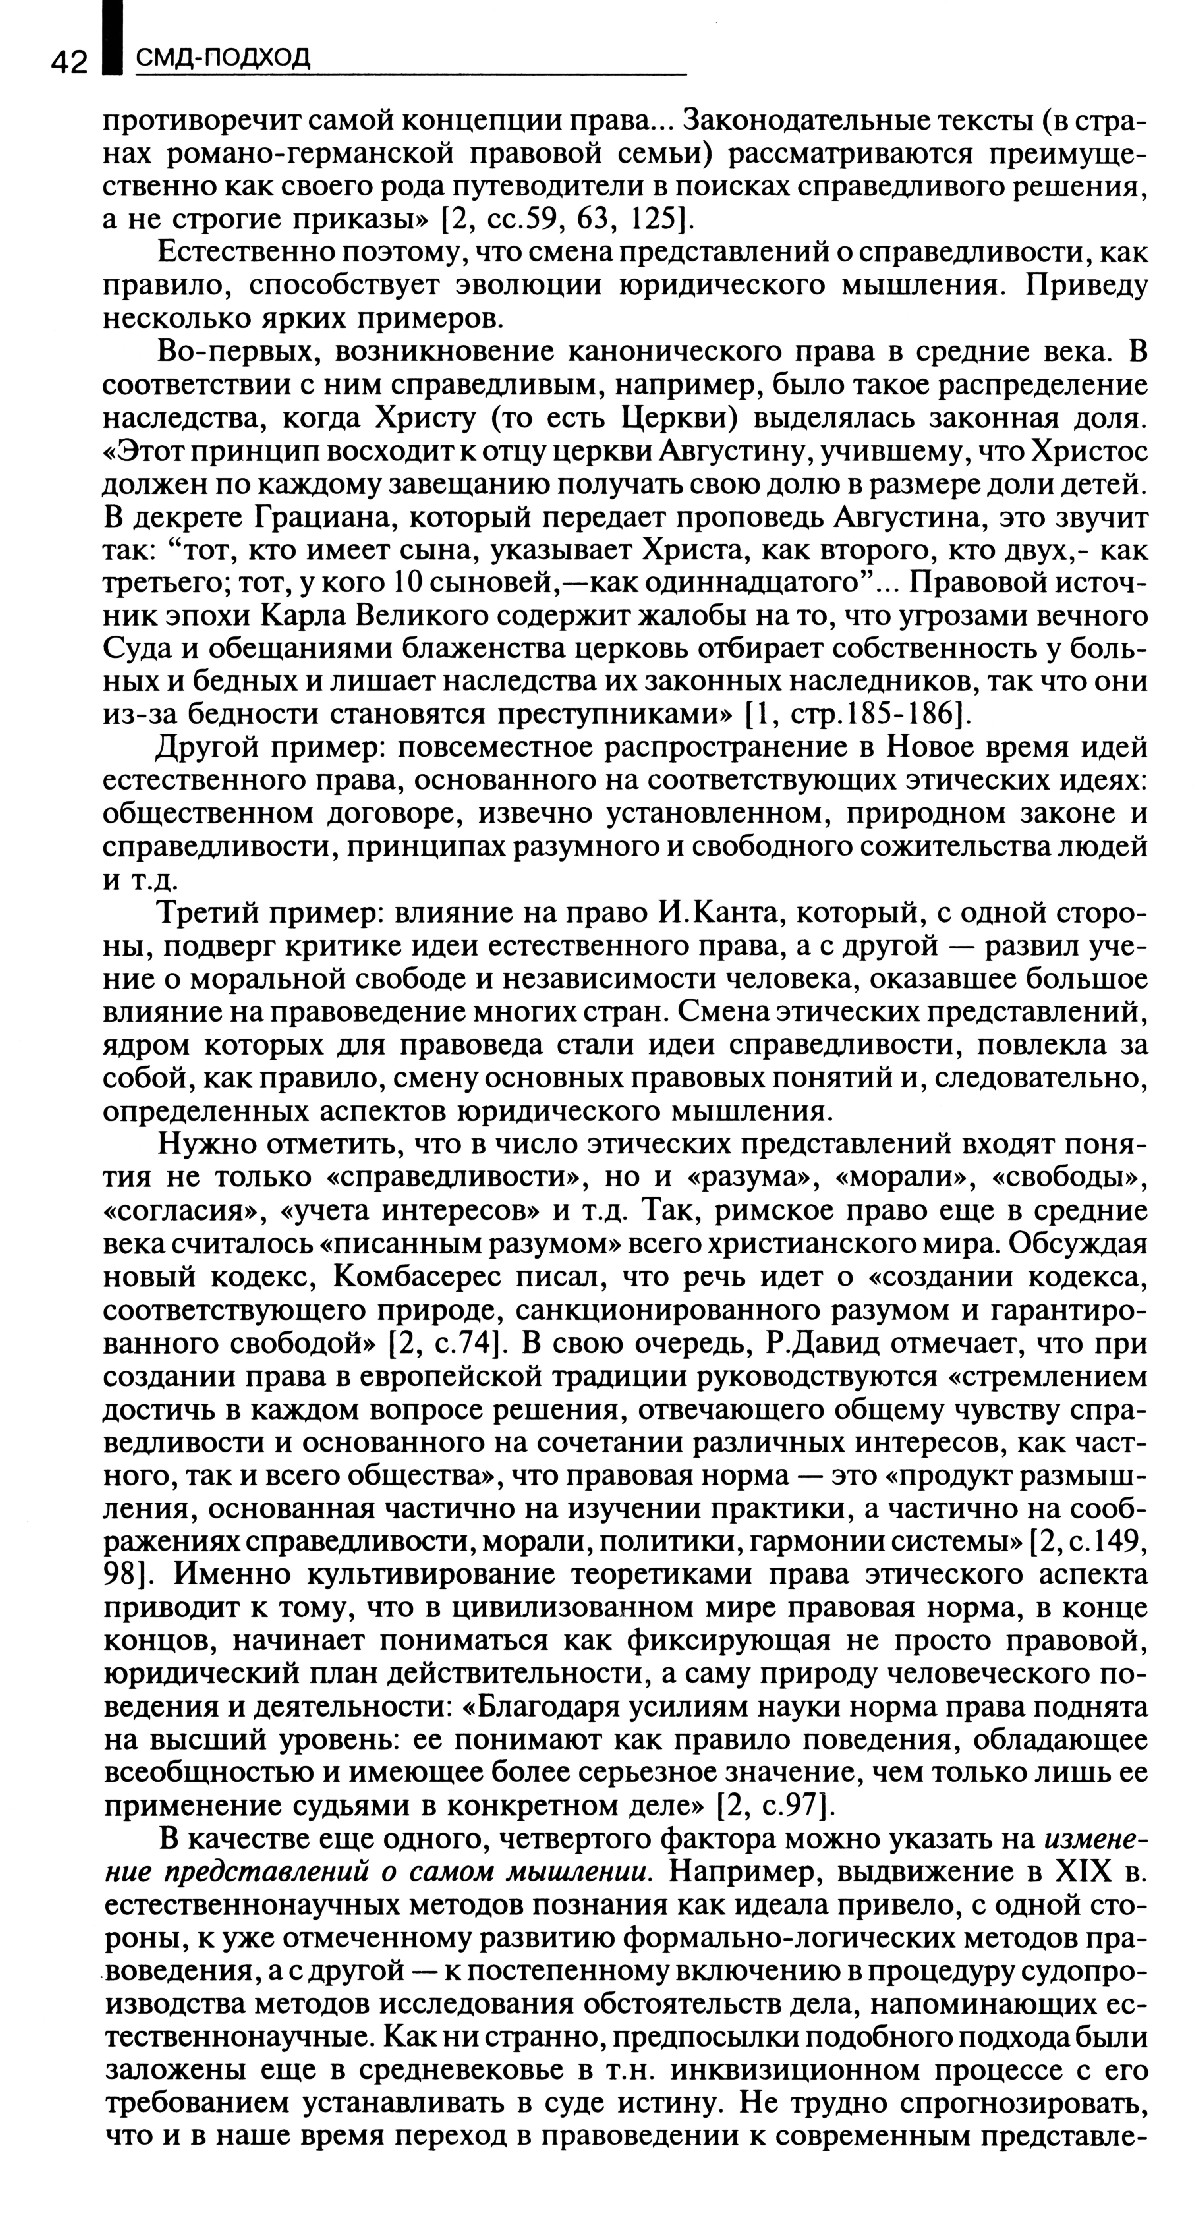 42
СМД-ПОДХОД
противоречит самой концепции права... Законодательные тексты (в стра-
нах романо-германской правовой семьи) рассматриваются преимуще-
ственно как своего рода путеводители в поисках справедливого решения,
а не строгие приказы» [2, сс.59, 63, 125].
Естественно поэтому, что смена представлений о справедливости, как
правило, способствует эволюции юридического мышления. Приведу
несколько ярких примеров.
Во-первых, возникновение канонического права в средние века. В
соответствии с ним справедливым, например, было такое распределение
наследства, когда Христу (то есть Церкви) выделялась законная доля.
«Этот принцип восходит к отцу церкви Августину, учившему, что Христос
должен по каждому завещанию получать свою долю в размере доли детей.
В декрете Грациана, который передает проповедь Августина, это звучит
так: “тот, кто имеет сына, указывает Христа, как второго, кто двух,- как
третьего; тот, у кого 10 сыновей,—как одиннадцатого”... Правовой источ-
ник эпохи Карла Великого содержит жалобы на то, что угрозами вечного
Суда и обещаниями блаженства церковь отбирает собственность у боль-
ных и бедных и лишает наследства их законных наследников, так что они
из-за бедности становятся преступниками» [1, стр.185-186].
Другой пример: повсеместное распространение в Новое время идей
естественного права, основанного на соответствующих этических идеях:
общественном договоре, извечно установленном, природном законе и
справедливости, принципах разумного и свободного сожительства людей
и т.д.
Третий пример: влияние на право И.Канта, который, с одной сторо-
ны, подверг критике идеи естественного права, а с другой — развил уче-
ние о моральной свободе и независимости человека, оказавшее большое
влияние на правоведение многих стран. Смена этических представлений,
ядром которых для правоведа стали идеи справедливости, повлекла за
собой, как правило, смену основных правовых понятий и, следовательно,
определенных аспектов юридического мышления.
Нужно отметить, что в число этических представлений входят поня-
тия не только «справедливости», но и «разума», «морали», «свободы»,
«согласия», «учета интересов» и т.д. Так, римское право еще в средние
века считалось «писанным разумом» всего христианского мира. Обсуждая
новый кодекс, Комбасерес писал, что речь идет о «создании кодекса,
соответствующего природе, санкционированного разумом и гарантиро-
ванного свободой» [2, с.74]. В свою очередь, Р.Давид отмечает, что при
создании права в европейской традиции руководствуются «стремлением
достичь в каждом вопросе решения, отвечающего общему чувству спра-
ведливости и основанного на сочетании различных интересов, как част-
ного, так и всего общества», что правовая норма — это «продукт размыш-
ления, основанная частично на изучении практики, а частично на сооб-
ражениях справедливости, морали, политики, гармонии системы» [2, с.149,
98]. Именно культивирование теоретиками права этического аспекта
приводит к тому, что в цивилизованном мире правовая норма, в конце
концов, начинает пониматься как фиксирующая не просто правовой,
юридический план действительности, а саму природу человеческого по-
ведения и деятельности: «Благодаря усилиям науки норма права поднята
на высший уровень: ее понимают как правило поведения, обладающее
всеобщностью и имеющее более серьезное значение, чем только лишь ее
применение судьями в конкретном деле» [2, с.97].
В качестве еще одного, четвертого фактора можно указать на измене-
ние представлений о самом мышлении. Например, выдвижение в XIX в.
естественнонаучных методов познания как идеала привело, с одной сто-
роны, к уже отмеченному развитию формально-логических методов пра-
воведения, а с другой — к постепенному включению в процедуру судопро-
изводства методов исследования обстоятельств дела, напоминающих ес-
тественнонаучные. Как ни странно, предпосылки подобного подхода были
заложены еще в средневековье в т.н. инквизиционном процессе с его
требованием устанавливать в суде истину. Не трудно спрогнозировать,
что и в наше время переход в правоведении к современным представле-